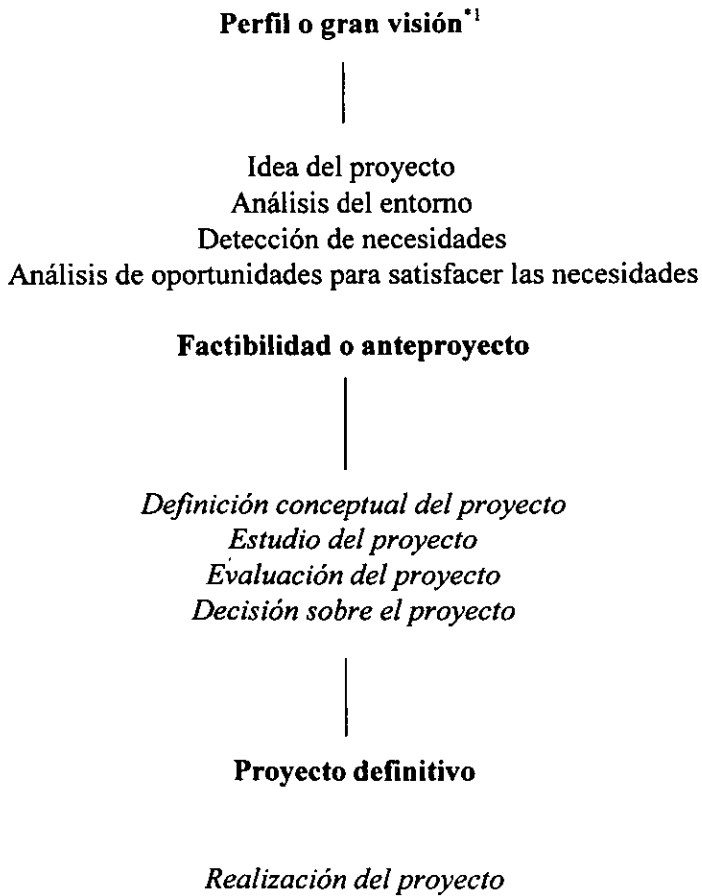 Perfil o gran visión*1
Idea del proyecto
Análisis del entorno
Detección de necesidades
Análisis de oportunidades para satisfacer las necesidades
Factibilidad o anteproyecto
Definición conceptual del proyecto
Estudio del proyecto
Evaluación del proyecto
Decisión sobre el proyecto
Proyecto definitivo
Realización del proyecto